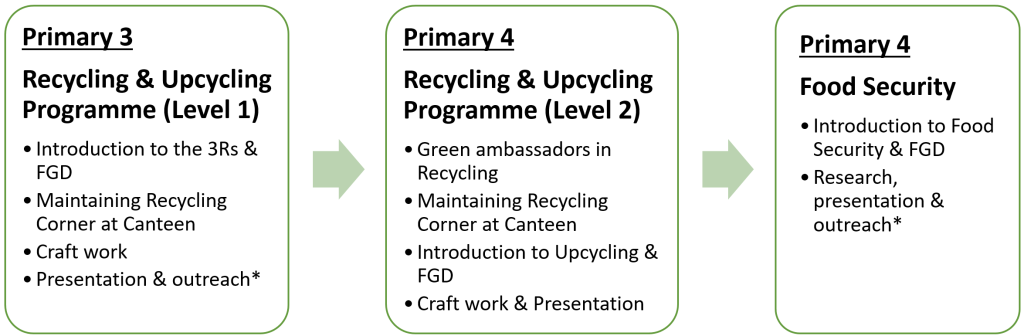 Primary 3
Recycling & Upcycling
Programme (Level 1)
• Introduction to the 3Rs &
FGD
• Maintaining Recycling
Corner at Canteen
• Craft work
• Presentation & outreach*
Primary 4
Recycling & Upcycling
Programme (Level 2)
• Green ambassadors in
Recycling
• Maintaining Recycling
Corner at Canteen
• Introduction to Upcycling &
FGD
• Craft work & Presentation
Primary 4
Food Security
• Introduction to Food
Security & FGD
• Research,
presentation &
outreach*